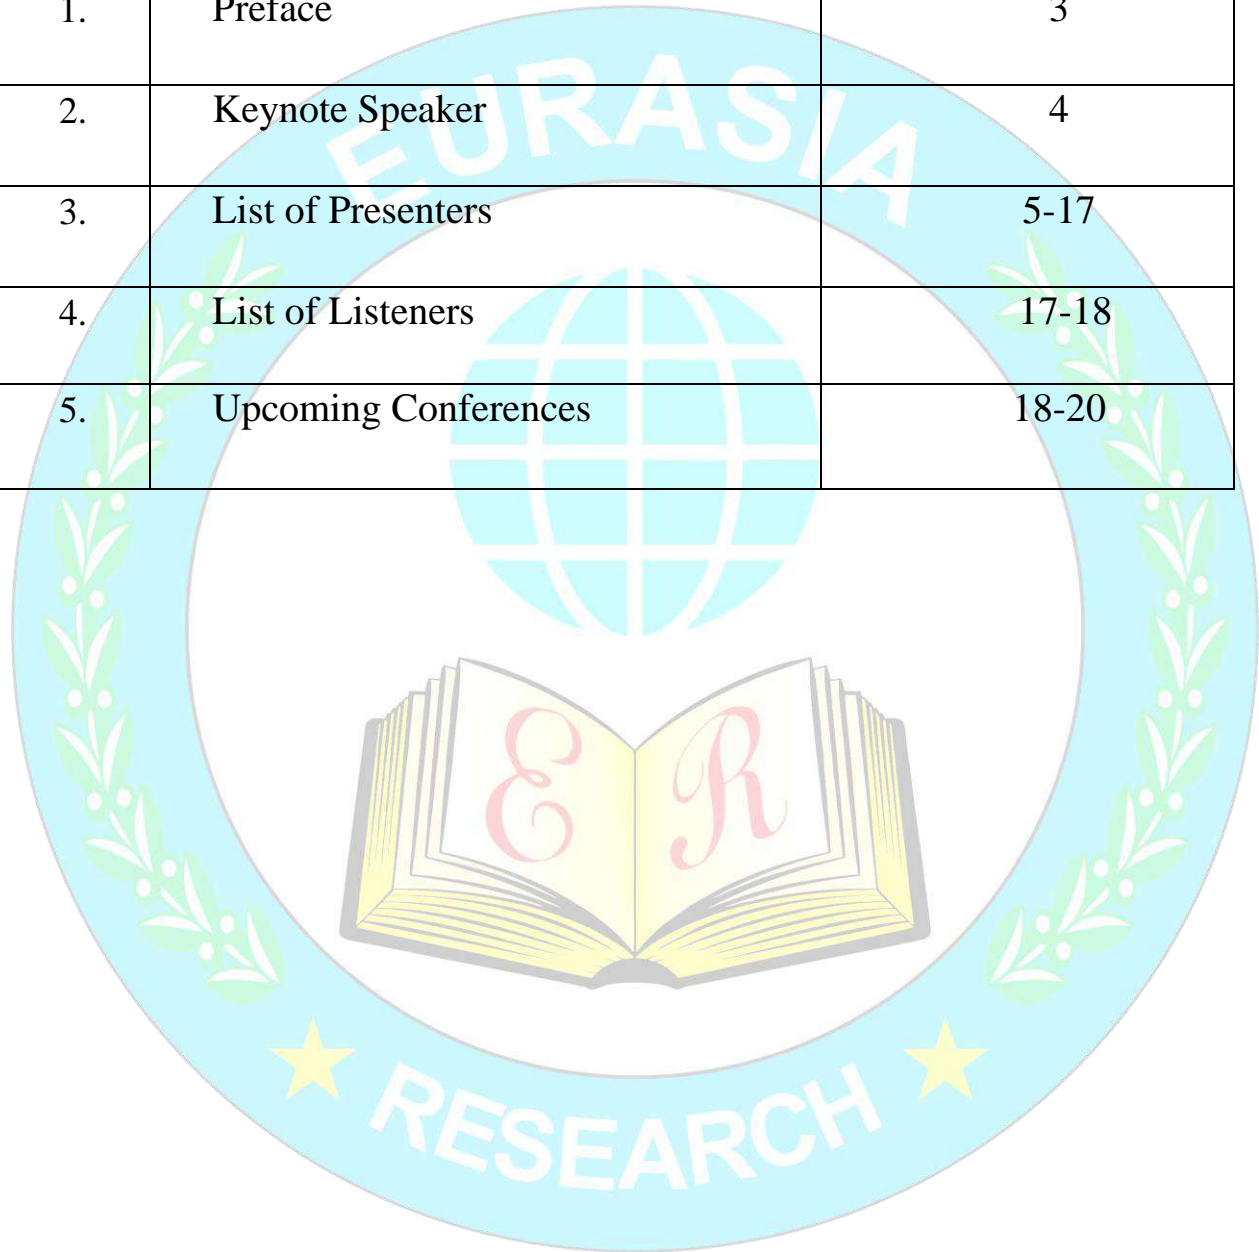 1. Preface 3
2. Keynote Speaker 4
3. List of Presenters 5-17
4. List of Listeners 17-18
5. Upcoming Conferences 18-20
EURASIA
E R
RESEARCH